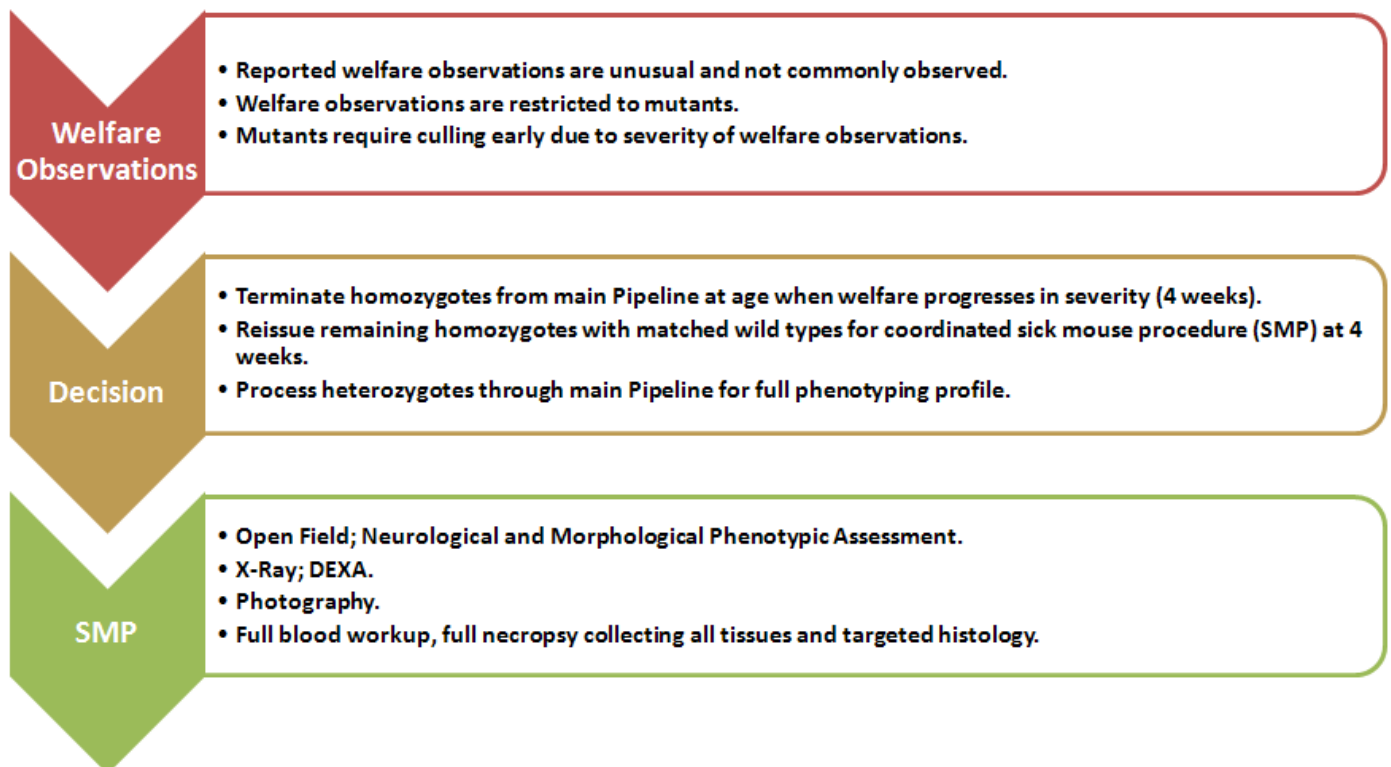 Welfare
Observations
• Reported welfare observations are unusual and not commonly observed.
• Welfare observations are restricted to mutants.
• Mutants require culling early due to severity of welfare observations.
Decision
• Terminate homozygotes from main Pipeline at age when welfare progresses in severity (4 weeks).
• Reissue remaining homozygotes with matched wild types for coordinated sick mouse procedure (SMP) at 4
weeks.
• Process heterozygotes through main Pipeline for full phenotyping profile.
SMP
• Open Field; Neurological and Morphological Phenotypic Assessment.
• X-Ray; DEXA.
• Photography.
• Full blood workup, full necropsy collecting all tissues and targeted histology.